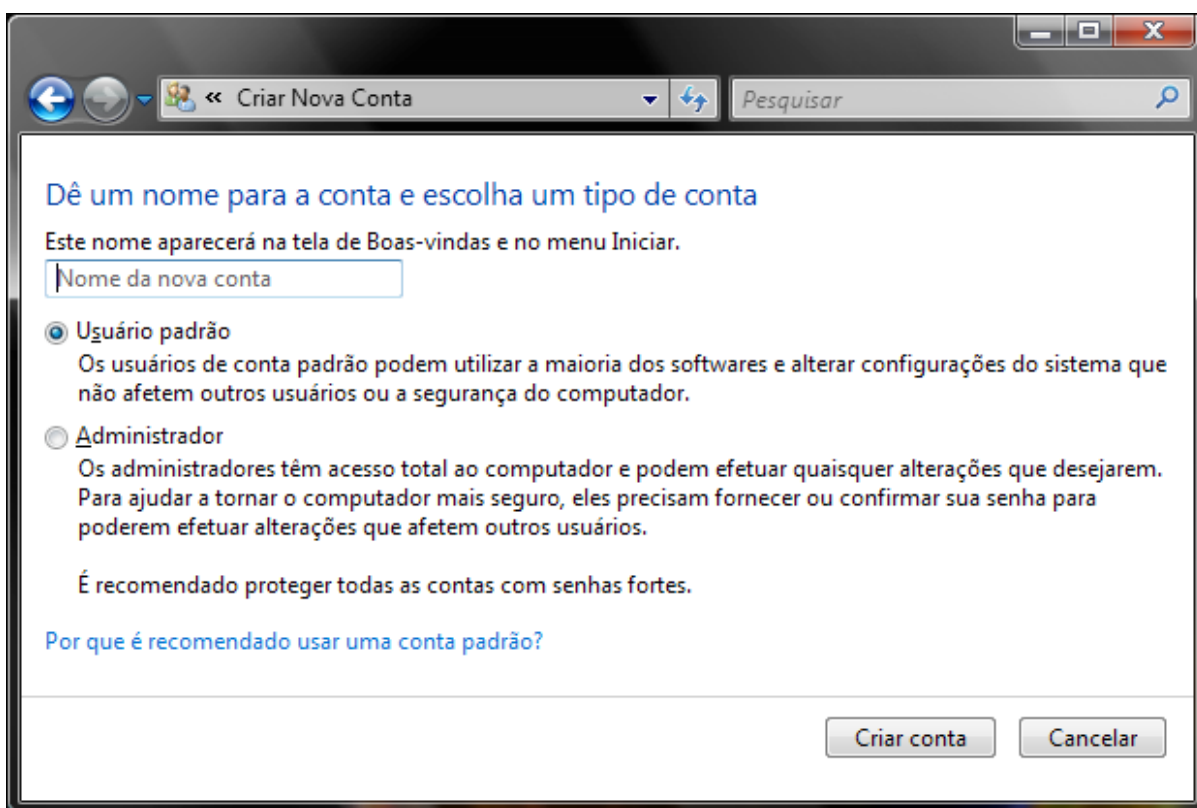 « Criar Nova Conta
Pesquisar
Dê um nome para a conta e escolha um tipo de conta
Este nome aparecerá na tela de Boas-vindas e no menu Iniciar.
Nome da nova conta
Usuário padrão
Os usuários de conta padrão podem utilizar a maioria dos softwares e alterar configurações do sistema que
não afetem outros usuários ou a segurança do computador.
Administrador
Os administradores têm acesso total ao computador e podem efetuar quaisquer alterações que desejarem.
Para ajudar a tornar o computador mais seguro, eles precisam fornecer ou confirmar sua senha para
poderem efetuar alterações que afetem outros usuários.
É recomendado proteger todas as contas com senhas fortes.
Por que é recomendado usar uma conta padrão?
Criar conta
Cancelar